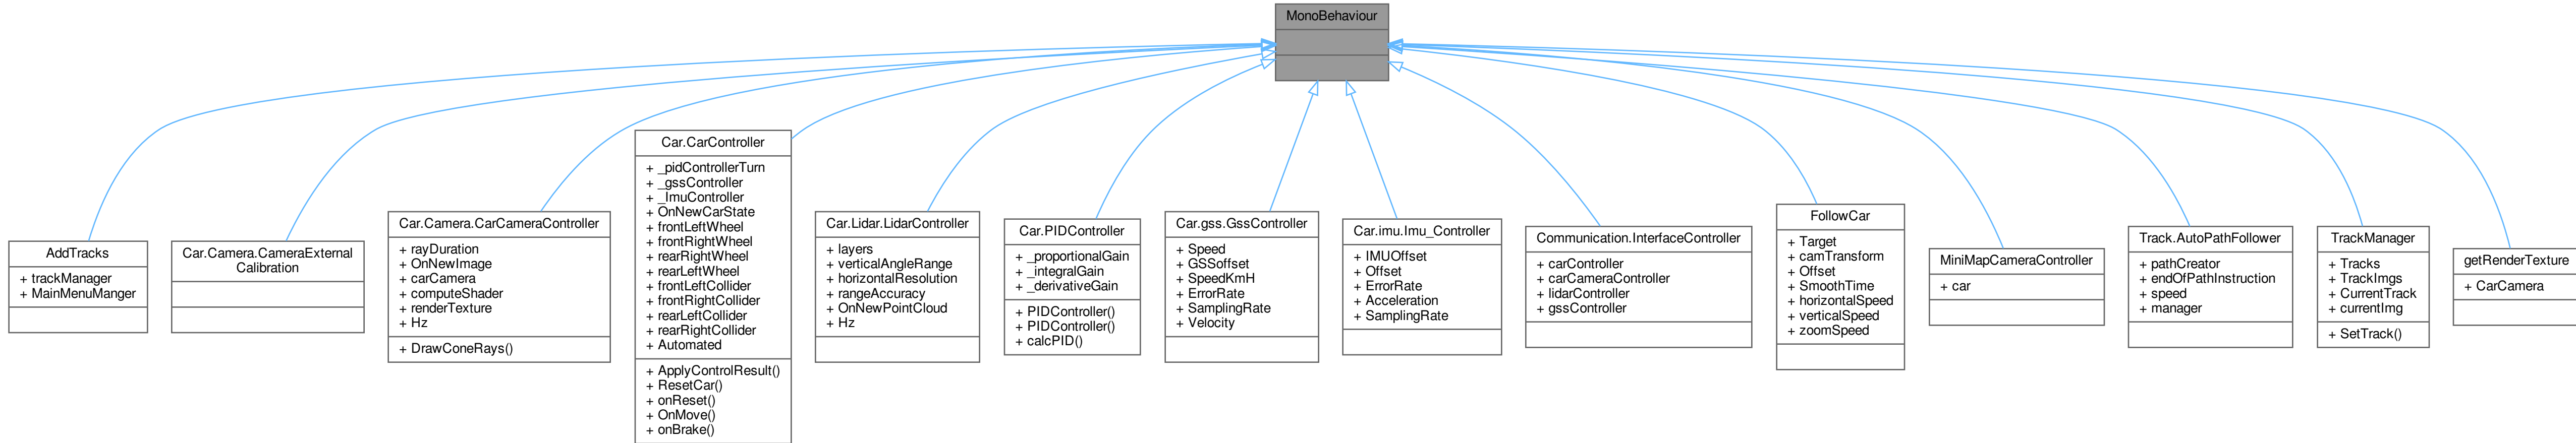 MonoBehaviour
AddTracks
+ trackManager
+ MainMenuManger
Car.Camera.CameraExternal
Calibration
Car.Camera.CarCameraController
+ rayDuration
+ OnNewImage
+ carCamera
+ computeShader
+ renderTexture
+ Hz
+ DrawConeRays()
Car.CarController
+ _pidControllerTurn
+ _gssController
+ _ImuController
+ OnNewCarState
+ frontLeftWheel
+ frontRightWheel
+ rearRightWheel
+ rearLeftWheel
+ frontLeftCollider
+ frontRightCollider
+ rearLeftCollider
+ rearRightCollider
+ Automated
+ ApplyControlResult()
+ ResetCar()
+ onReset()
+ OnMove()
+ onBrake()
Car.Lidar.LidarController
+ layers
+ verticalAngleRange
+ horizontalResolution
+ rangeAccuracy
+ OnNewPointCloud
+ Hz
Car.PIDController
+ _proportionalGain
+ _integralGain
+ _derivativeGain
+ PIDController()
+ PIDController()
+ calcPID()
Car.gss.GssController
+ Speed
+ GSSoffset
+ SpeedKmH
+ ErrorRate
+ SamplingRate
+ Velocity
Car.imu.Imu_Controller
+ IMUOffset
+ Offset
+ ErrorRate
+ Acceleration
+ SamplingRate
Communication.InterfaceController
+ carController
+ carCameraController
+ lidarController
+ gssController
FollowCar
+ Target
+ camTransform
+ Offset
+ SmoothTime
+ horizontalSpeed
+ verticalSpeed
+ zoomSpeed
MiniMapCameraController
+ car
Track.AutoPathFollower
+ pathCreator
+ endOfPathInstruction
+ speed
+ manager
TrackManager
+ Tracks
+ TrackImgs
+ CurrentTrack
+ currentImg
+ SetTrack()
getRenderTexture
+ CarCamera